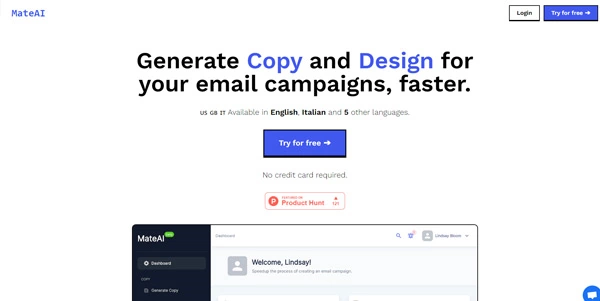 MateAI
Login
Try for free ➔
Generate Copy and Design for
your email campaigns, faster.
US GB IT Available in English, Italian and 5 other languages.
Try for free ➔
No credit card required.
FEATURED ON
Product Hunt
121
MateAI
Dashboard
Lindsay Bloom
Dashboard
Welcome, Lindsay!
Speedup the process of creating an email campaign.
COPY
Generate Copy